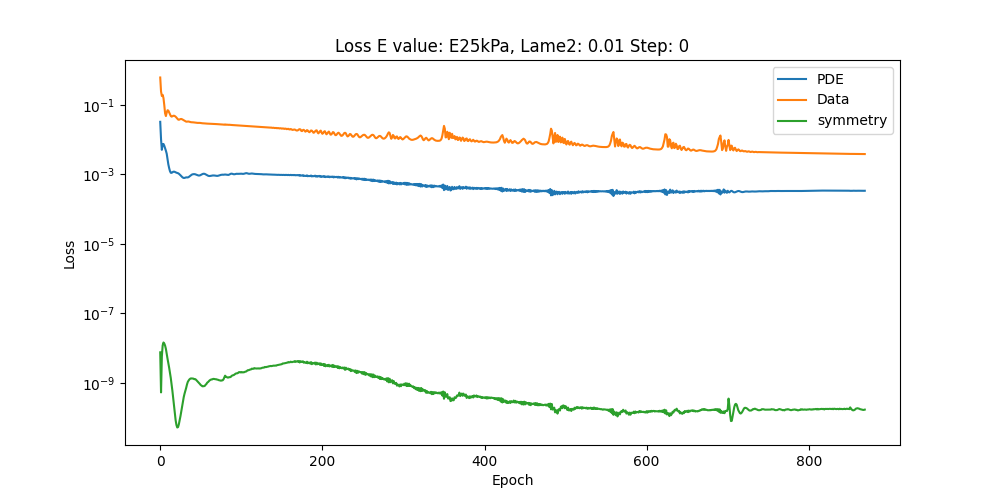 Loss E value: E25kPa, Lame2: 0.01 Step: 0
PDE
Data
symmetry
10⁻¹
10⁻³
10⁻⁵
10⁻⁷
10⁻⁹
Loss
0 200 400 600 800
Epoch